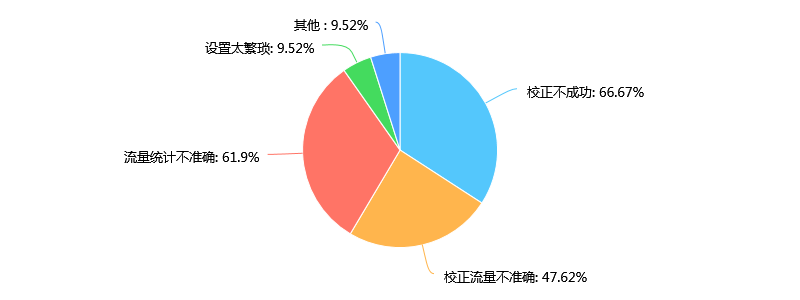 其他 : 9.52%
设置太繁琐: 9.52%
校正不成功: 66.67%
流量统计不准确: 61.9%
校正流量不准确: 47.62%